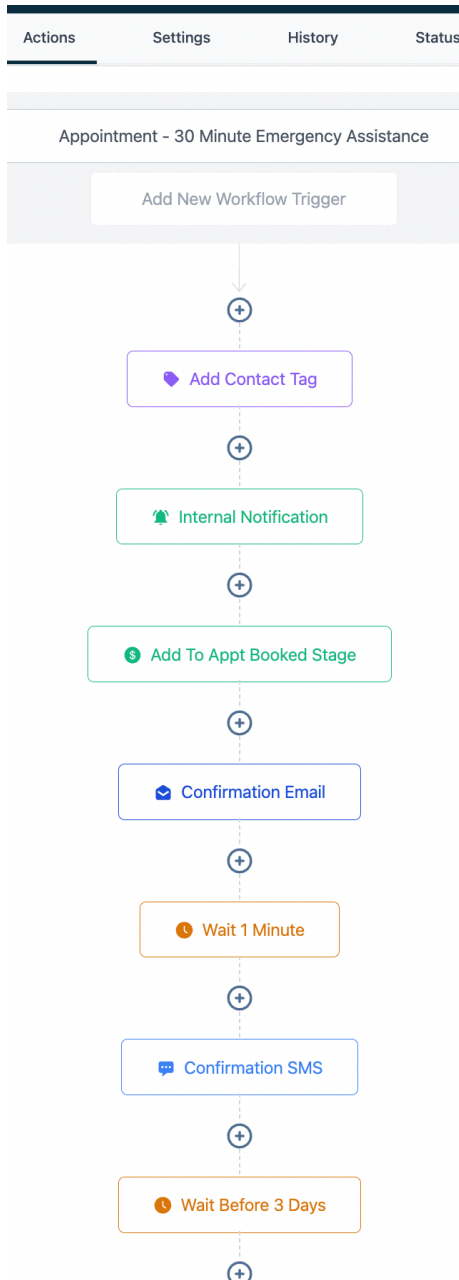 Actions Settings History Status
Appointment - 30 Minute Emergency Assistance
Add New Workflow Trigger
Add Contact Tag
Internal Notification
Add To Appt Booked Stage
Confirmation Email
Wait 1 Minute
Confirmation SMS
Wait Before 3 Days